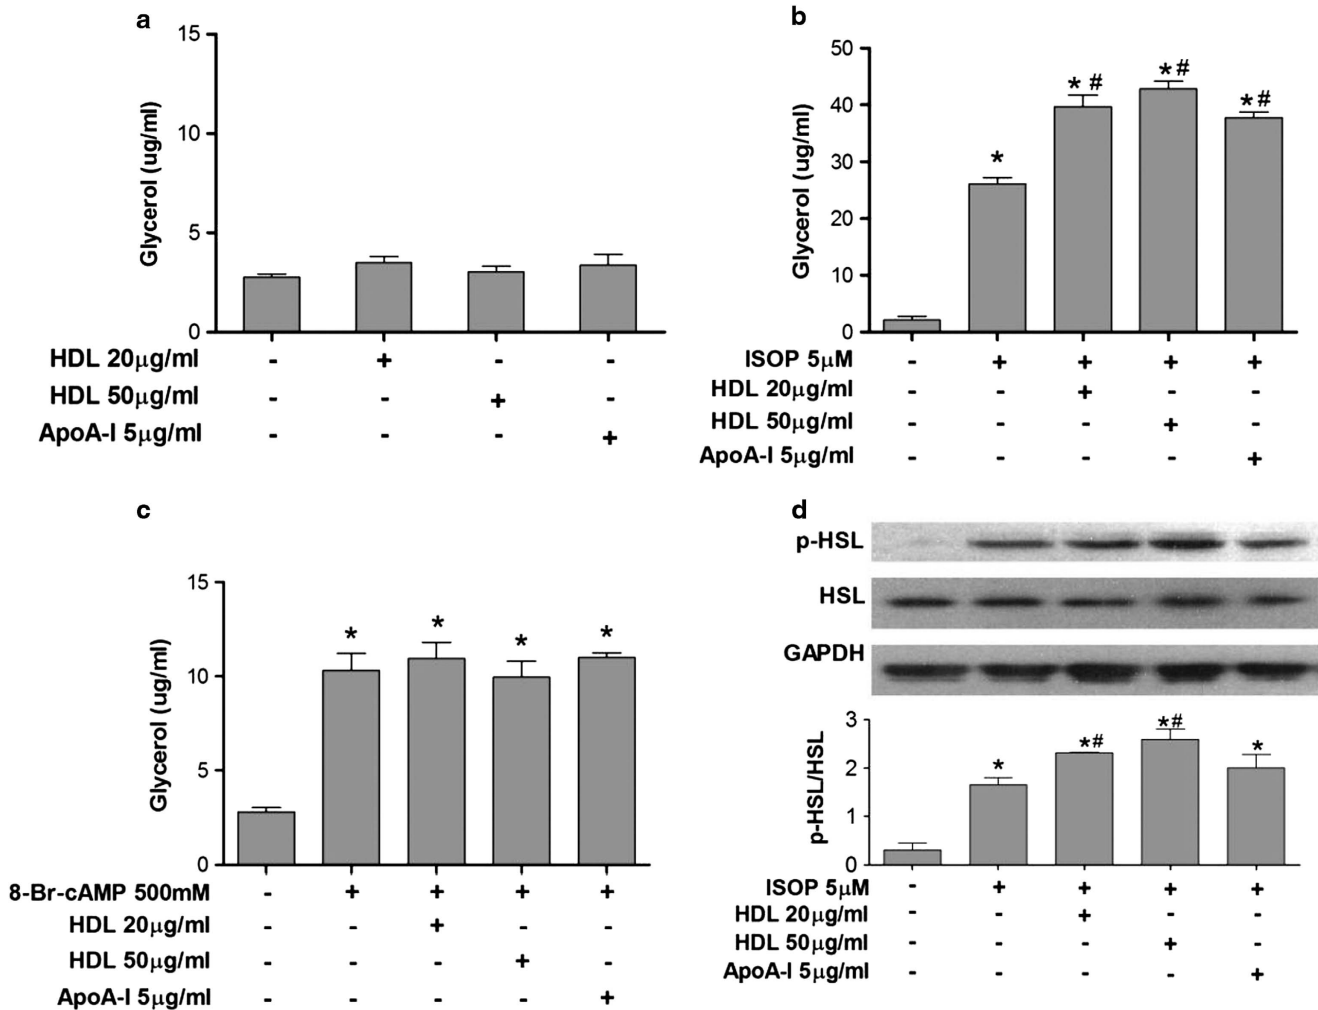 a
15
10
5
0
Glycerol (ug/ml)
HDL 20μg/ml - + - -
HDL 50μg/ml - - + -
ApoA-I 5μg/ml - - - +
b
50
40
30
20
10
0
Glycerol (ug/ml)
* *# *# *#
ISOP 5μM - + + + +
HDL 20μg/ml - - + - -
HDL 50μg/ml - - - + -
ApoA-I 5μg/ml - - - - +
c
15
10
5
0
Glycerol (ug/ml)
* * * *
8-Br-cAMP 500mM - + + + +
HDL 20μg/ml - - + - -
HDL 50μg/ml - - - + -
ApoA-I 5μg/ml - - - - +
d
p-HSL
HSL
GAPDH
3
2
1
0
p-HSL/HSL
* *# *# *
ISOP 5μM - + + + +
HDL 20μg/ml - - + - -
HDL 50μg/ml - - - + -
ApoA-I 5μg/ml - - - - +